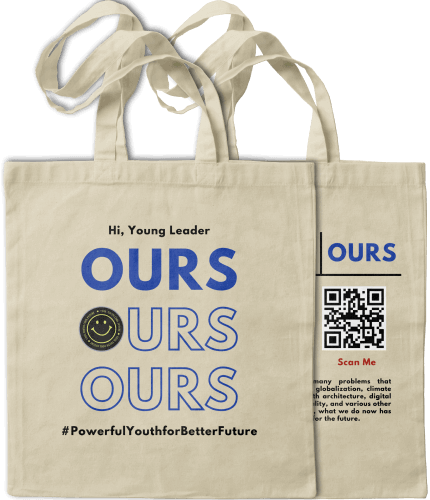 Hi, Young Leader
OURS
OURS
OURS
#PowerfulYouthforBetterFuture
OURS
Scan Me
many problems that
globalization, climate
architecture, digital
and various other
what we do now has
for the future.